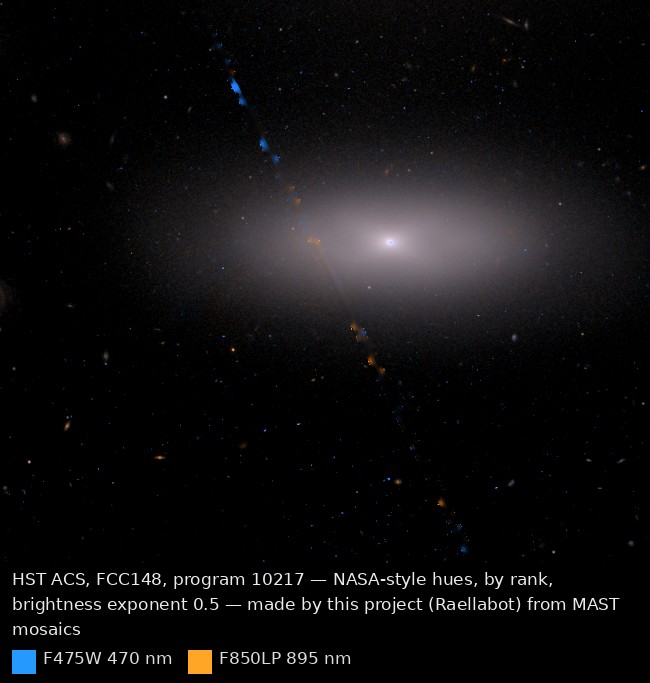 HST ACS, FCC148, program 10217 — NASA-style hues, by rank,
brightness exponent 0.5 — made by this project (Raellabot) from MAST
mosaics
F475W 470 nm F850LP 895 nm